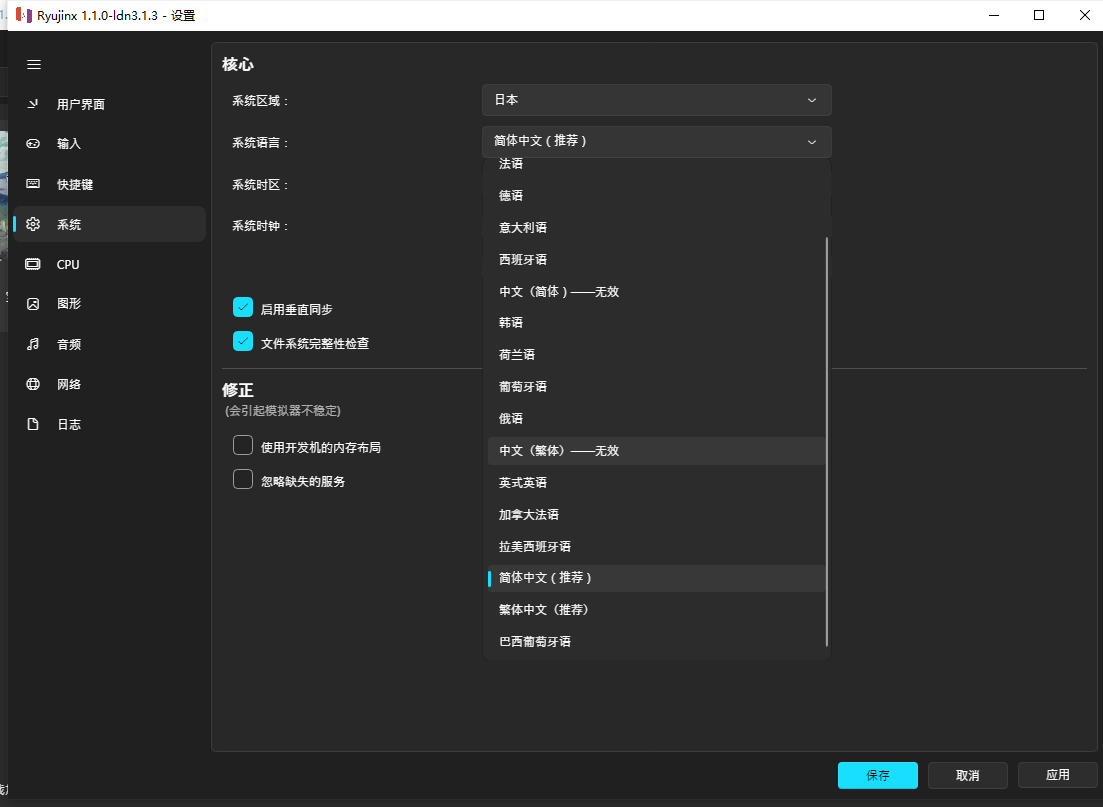 Ryujinx 1.1.0-ldn3.1.3 - 设置
用户界面
输入
快捷键
系统
CPU
图形
音频
网络
日志
核心
系统区域：
日本
系统语言：
简体中文（推荐）
系统时区：
系统时钟：
法语
德语
意大利语
西班牙语
中文（简体）——无效
韩语
荷兰语
葡萄牙语
俄语
中文（繁体）——无效
英式英语
加拿大法语
拉美西班牙语
简体中文（推荐）
繁体中文（推荐）
巴西葡萄牙语
启用垂直同步
文件系统完整性检查
修正
(会引起模拟器不稳定)
使用开发机的内存布局
忽略缺失的服务
保存
取消
应用